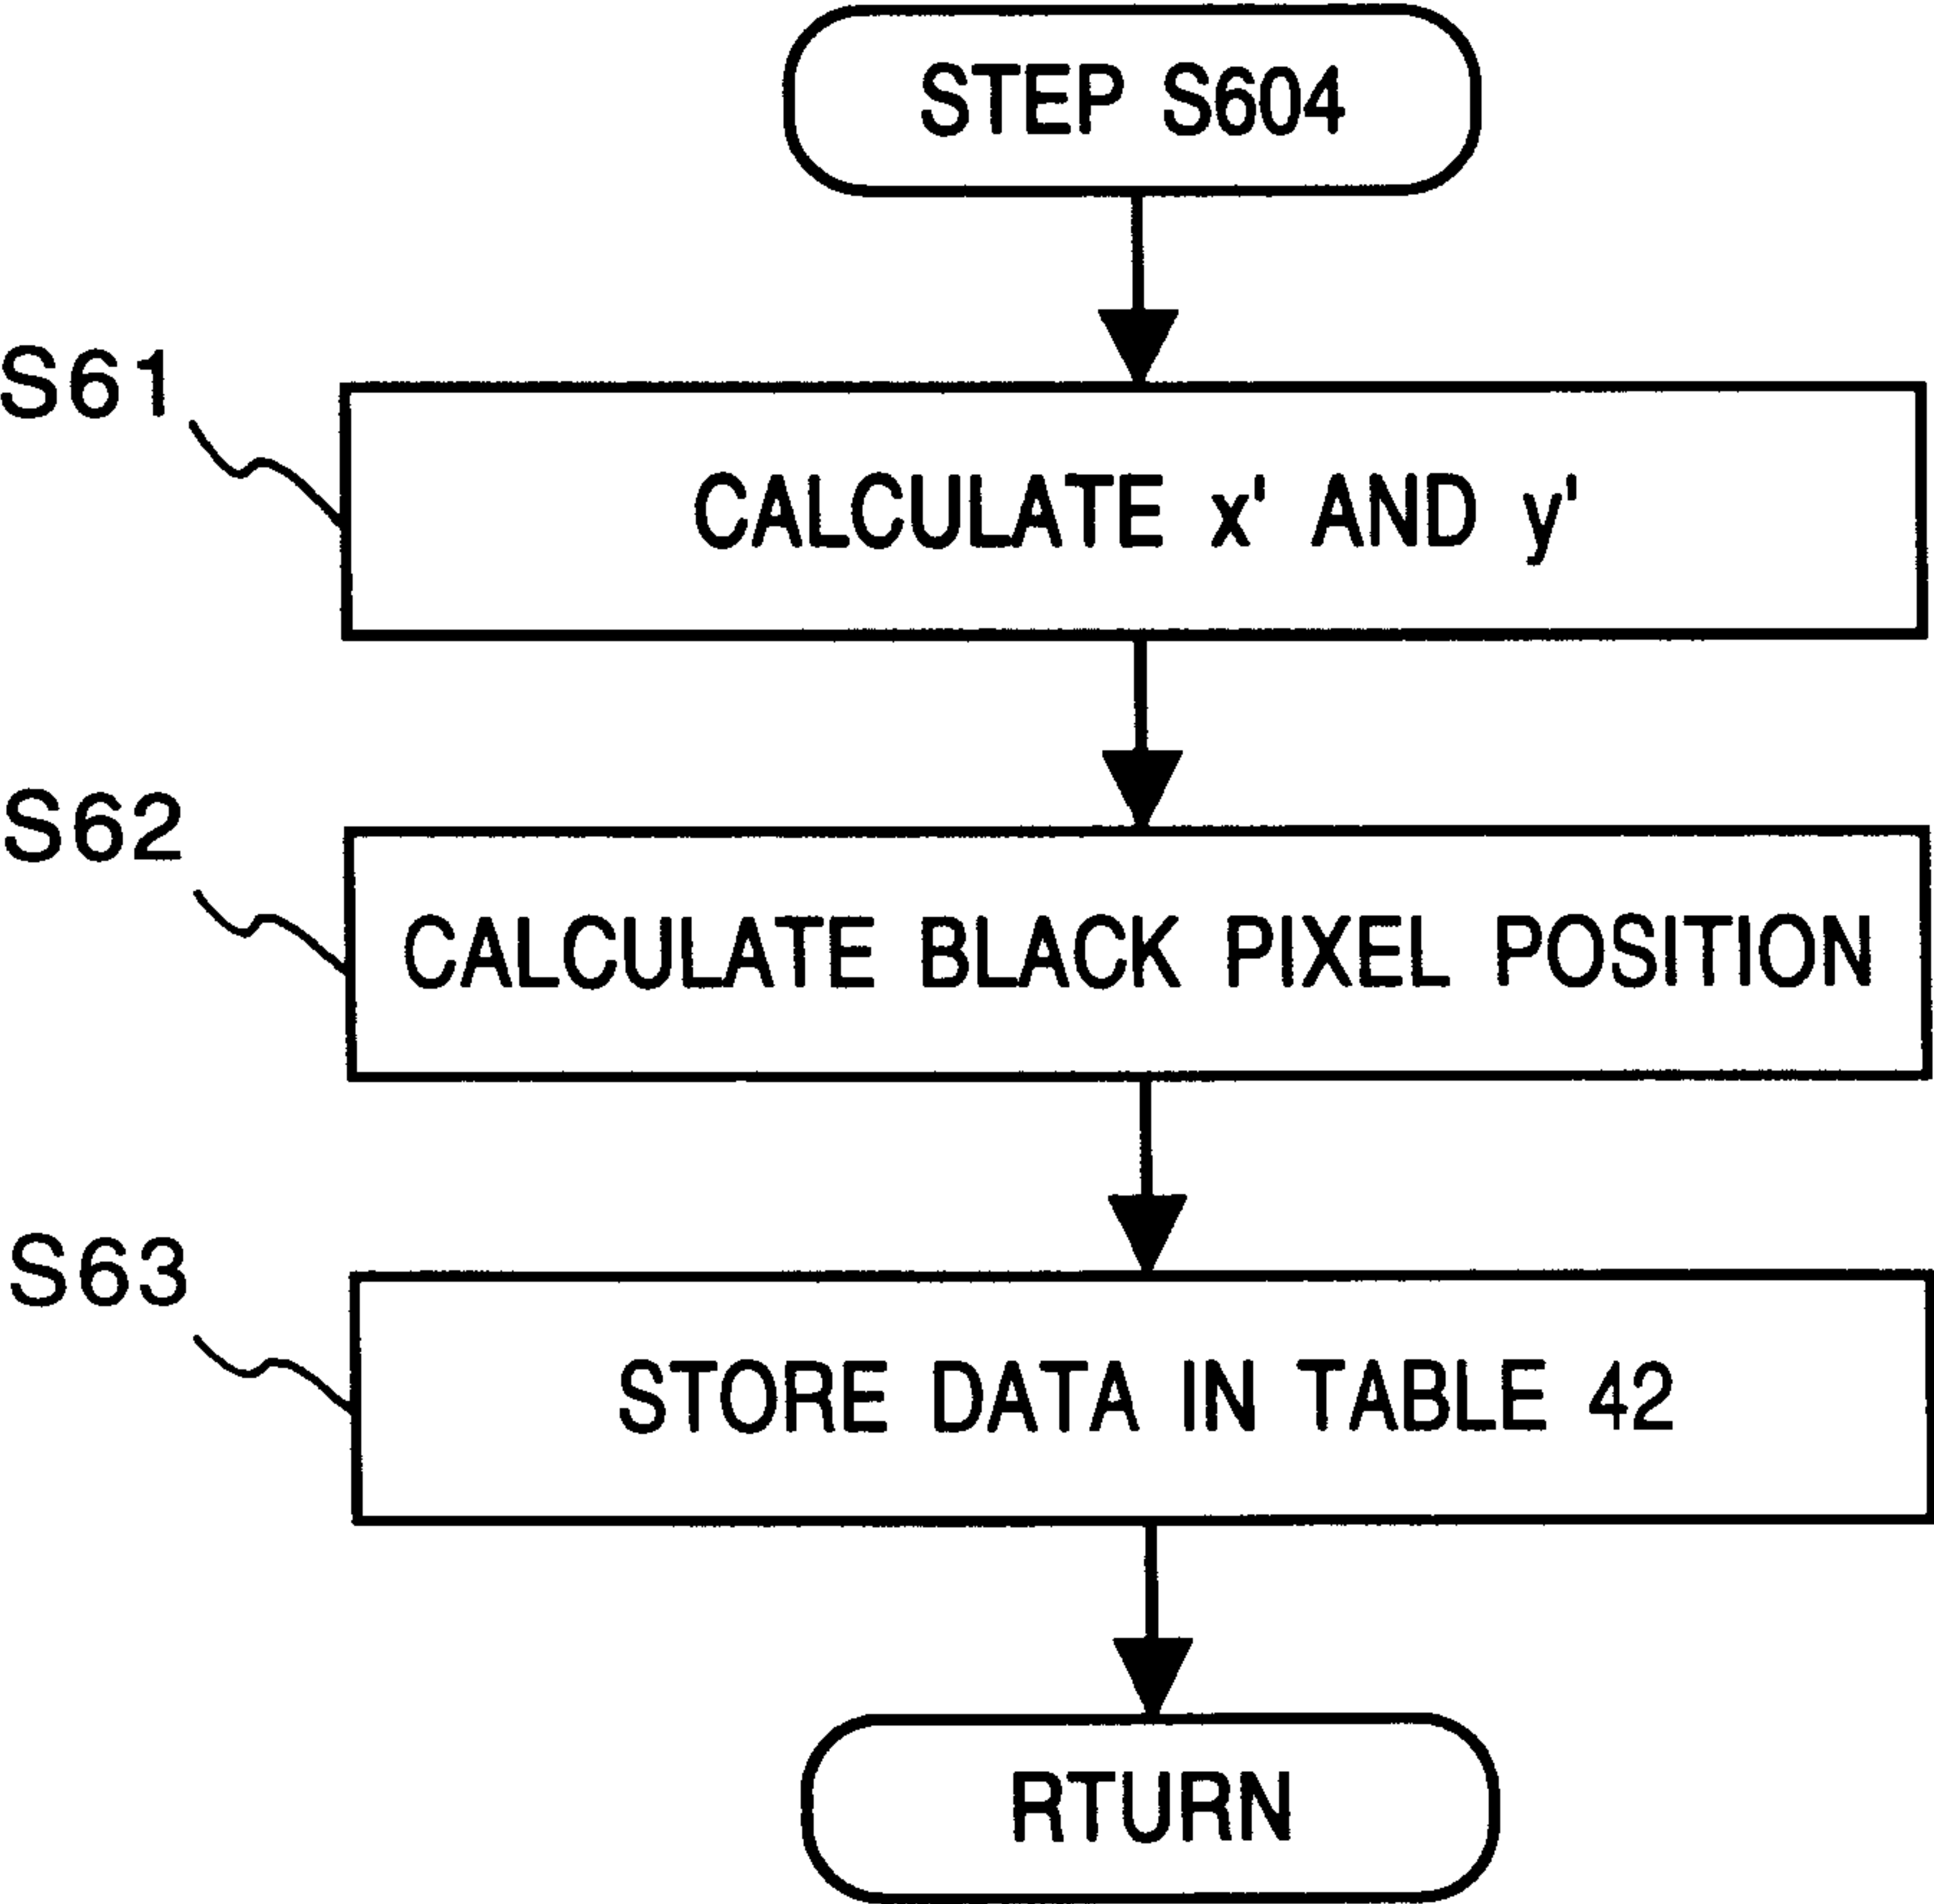 STEP S604
S61
CALCULATE x' AND y'
S62
CALCULATE BLACK PIXEL POSITION
S63
STORE DATA IN TABLE 42
RTURN